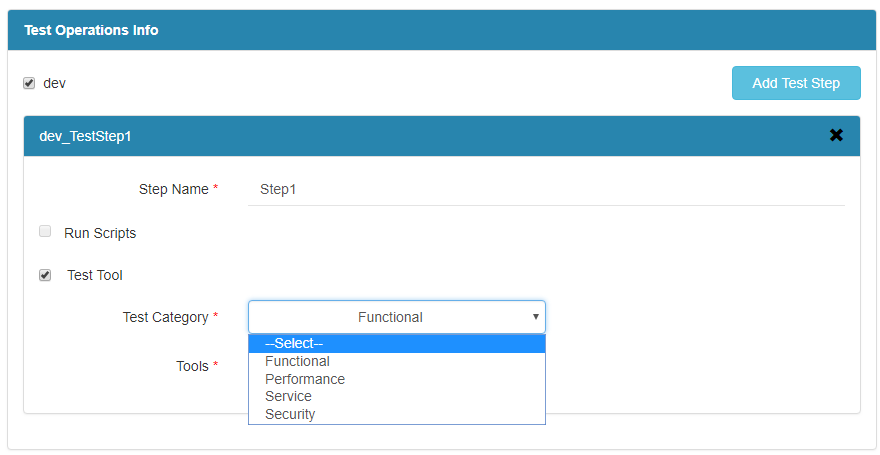 Test Operations Info
dev
Add Test Step
dev_TestStep1
Step Name *
Step1
Run Scripts
Test Tool
Test Category *
Functional
--Select--
Functional
Tools *
Performance
Service
Security